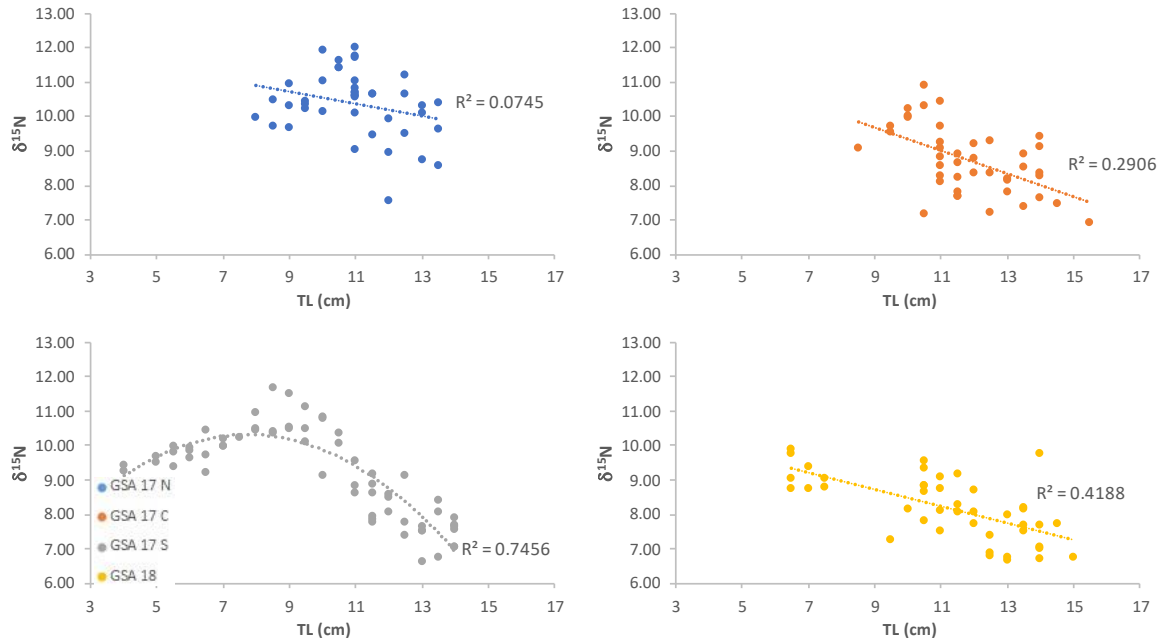 13.00
12.00
11.00
10.00
9.00
8.00
7.00
6.00
δ¹⁵N
R² = 0.0745
3 5 7 9 11 13 15 17
TL (cm)
13.00
12.00
11.00
10.00
9.00
8.00
7.00
6.00
δ¹⁵N
R² = 0.2906
3 5 7 9 11 13 15 17
TL (cm)
13.00
12.00
11.00
10.00
9.00
8.00
7.00
6.00
δ¹⁵N
GSA 17 N
GSA 17 C
GSA 17 S
GSA 18
R² = 0.7456
3 5 7 9 11 13 15 17
TL (cm)
13.00
12.00
11.00
10.00
9.00
8.00
7.00
6.00
δ¹⁵N
R² = 0.4188
3 5 7 9 11 13 15 17
TL (cm)